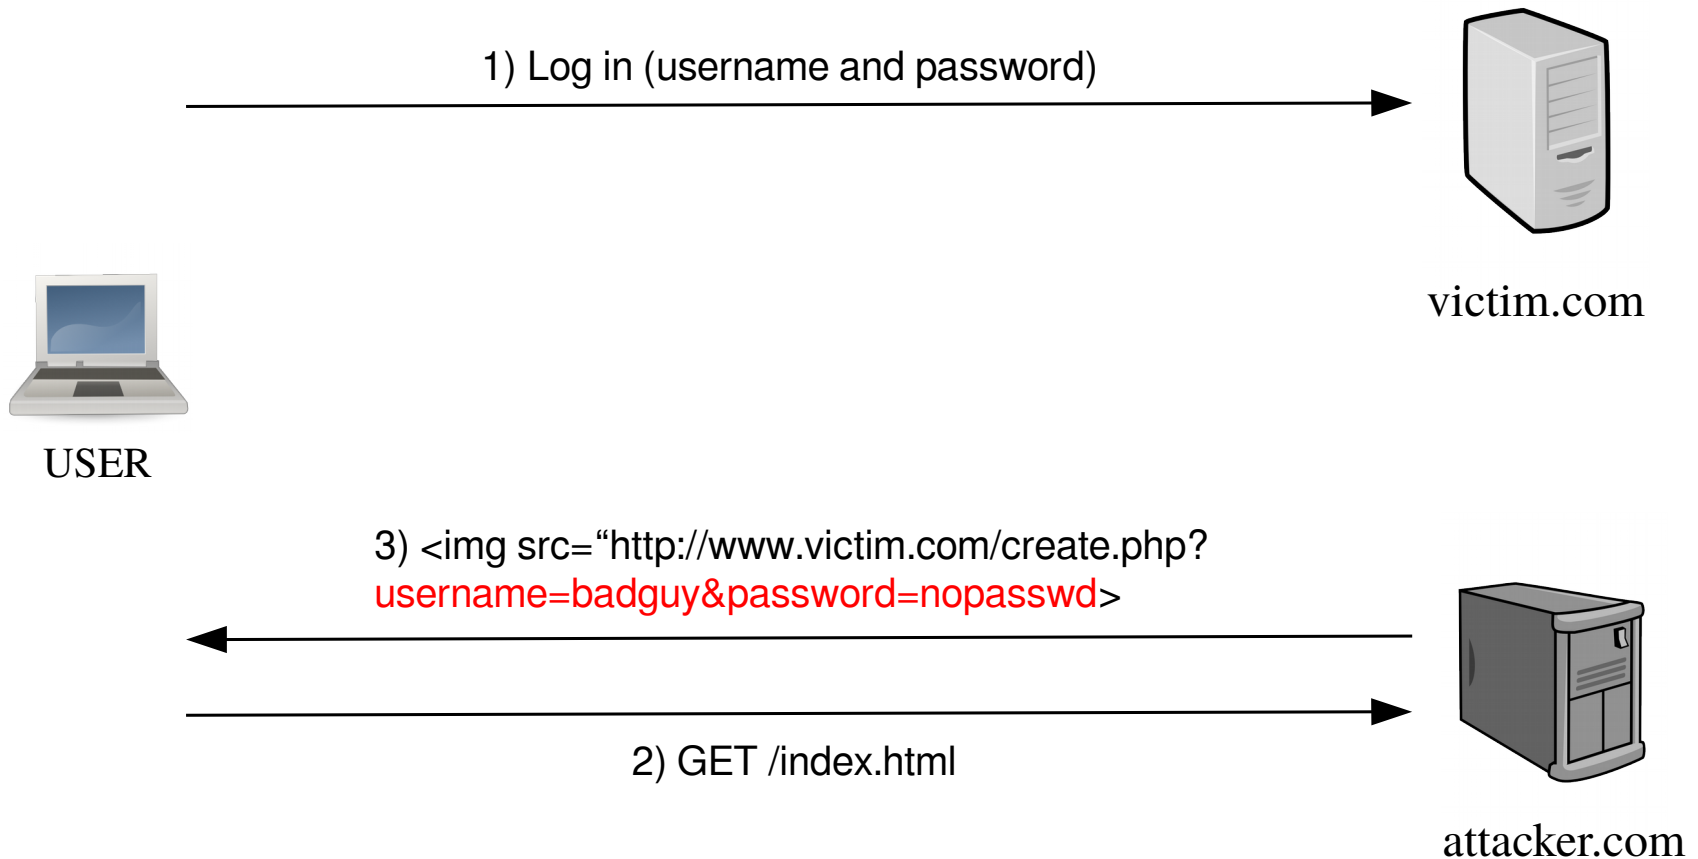 1) Log in (username and password)
victim.com
USER
3) <img src=“http://www.victim.com/create.php?
username=badguy&password=nopasswd>
2) GET /index.html
attacker.com